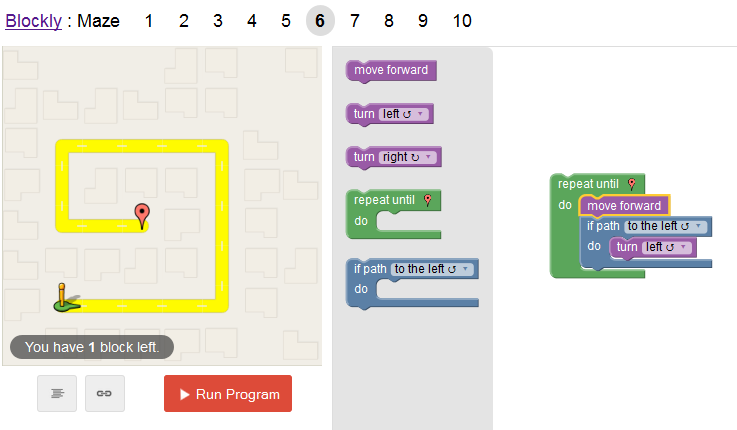 Blockly : Maze 1 2 3 4 5 6 7 8 9 10
You have 1 block left.
Run Program
move forward
turn left ↺
turn right ↻
repeat until
do
if path to the left ↺
do
repeat until
do move forward
if path to the left ↺
do turn left ↺